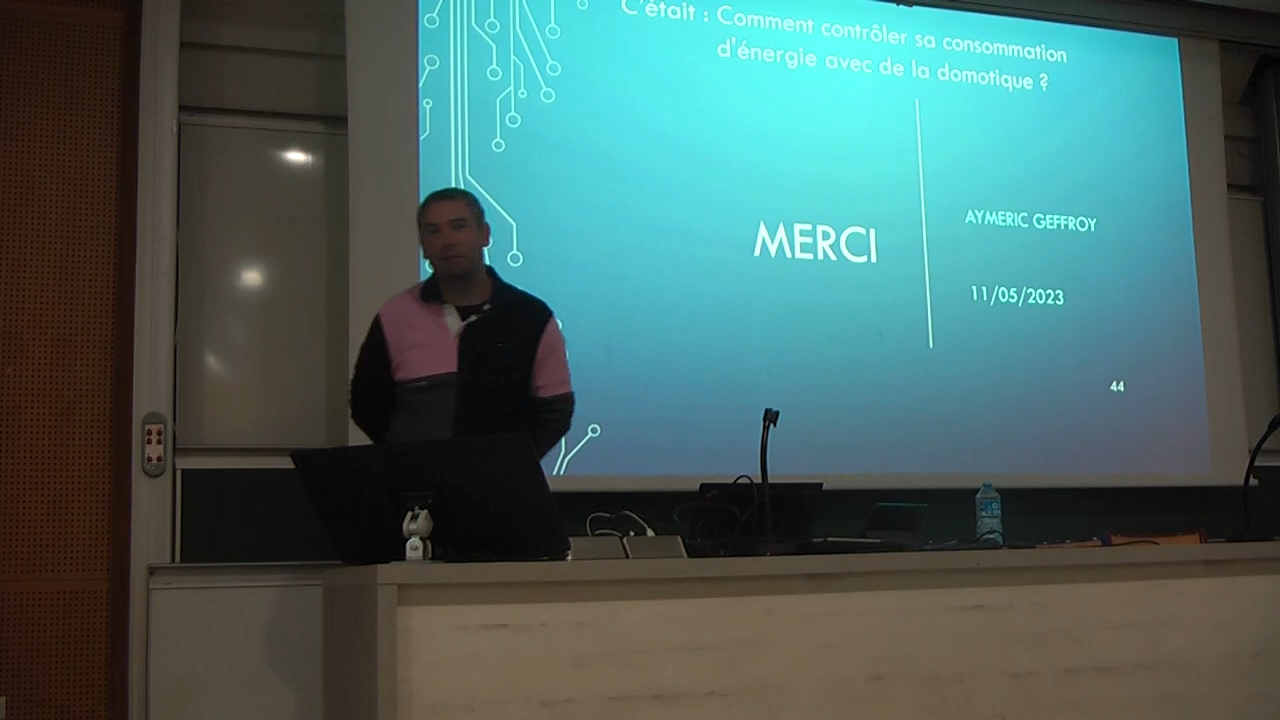 C'était : Comment contrôler sa consommation
d'énergie avec de la domotique ?
MERCI
AYMERIC GEFFROY
11/05/2023
44